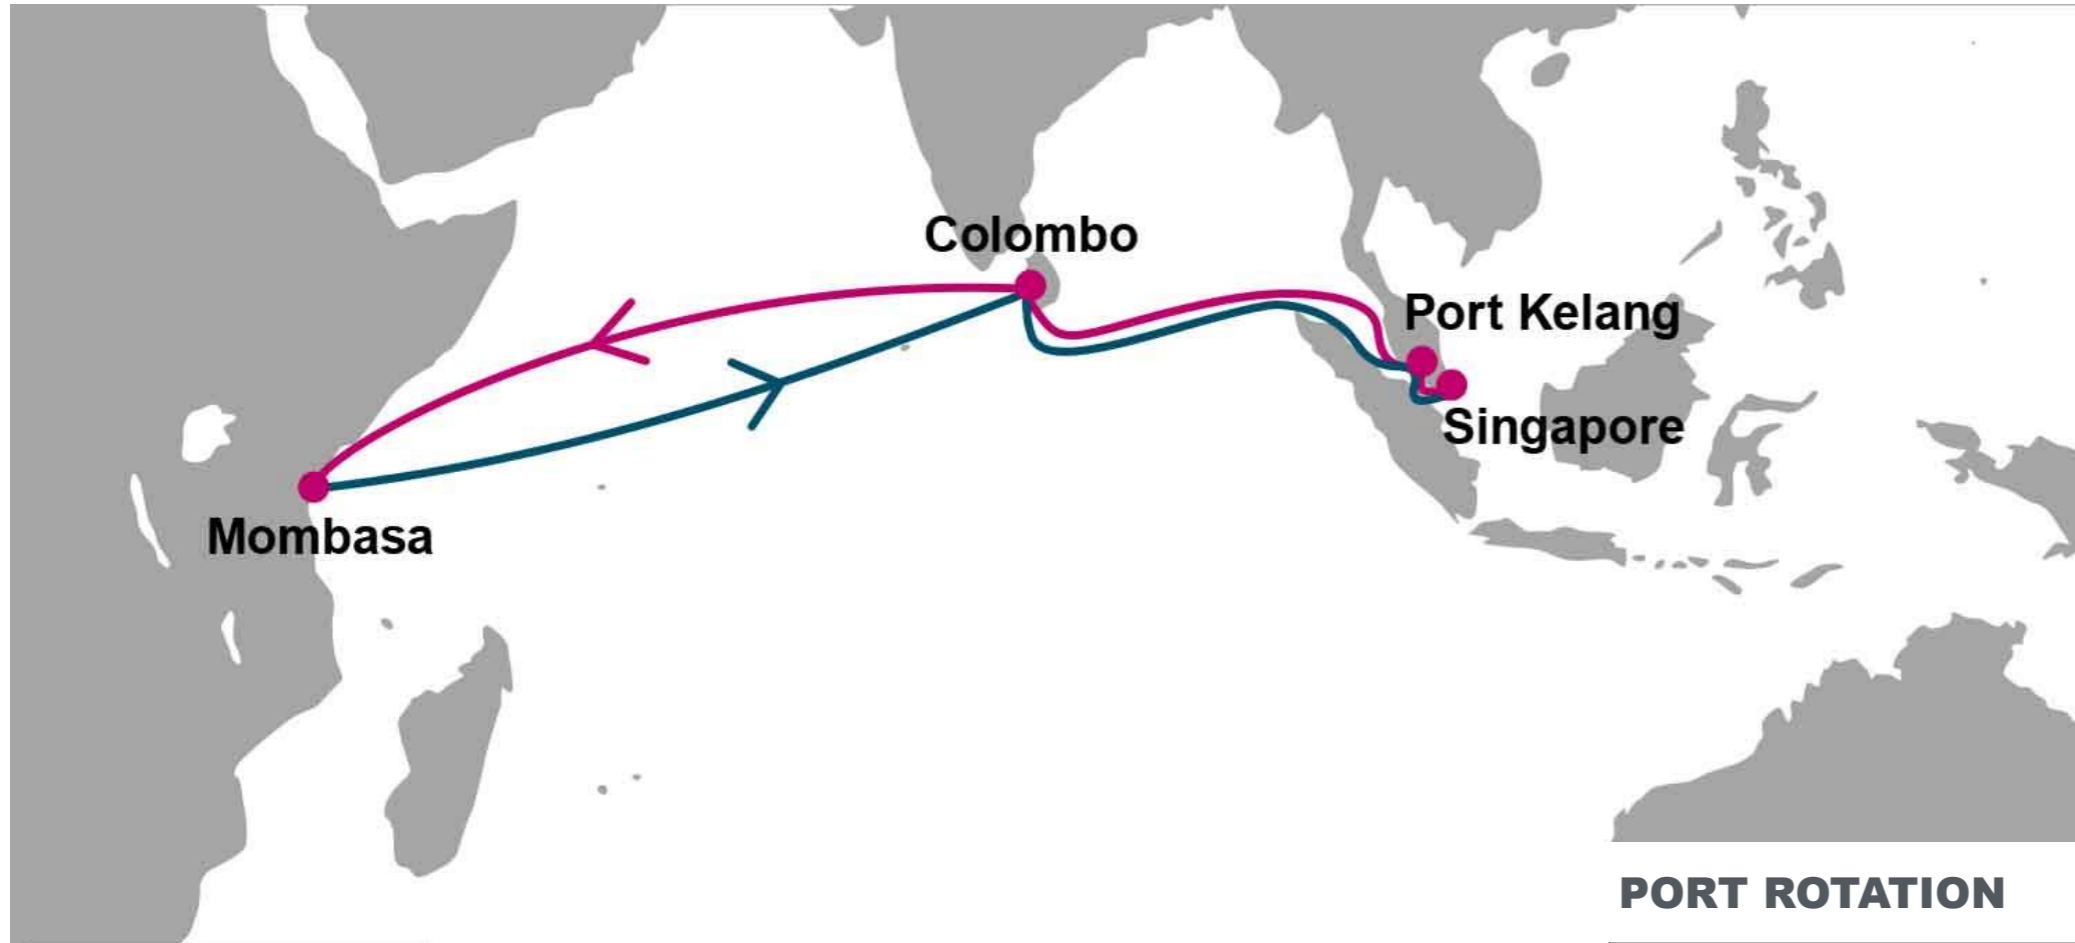 Colombo
Port Kelang
Singapore
Mombasa
PORT ROTATION